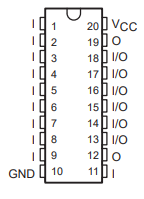 I 1 20 VCC
I 2 19 O
I 3 18 I/O
I 4 17 I/O
I 5 16 I/O
I 6 15 I/O
I 7 14 I/O
I 8 13 I/O
I 9 12 O
GND 10 11 I